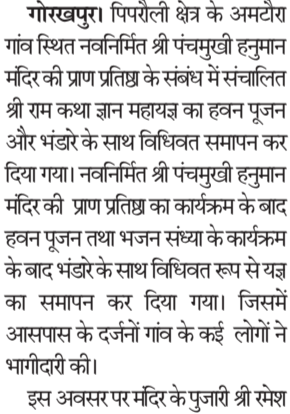 गोरखपुर। पिपरौली क्षेत्र के अमटौरा
गांव स्थित नवनिर्मित श्री पंचमुखी हनुमान
मंदिर की प्राण प्रतिष्ठा के संबंध में संचालित
श्री राम कथा ज्ञान महायज्ञ का हवन पूजन
और भंडारे के साथ विधिवत समापन कर
दिया गया। नवनिर्मित श्री पंचमुखी हनुमान
मंदिर की प्राण प्रतिष्ठा का कार्यक्रम के बाद
हवन पूजन तथा भजन संध्या के कार्यक्रम
के बाद भंडारे के साथ विधिवत रूप से यज्ञ
का समापन कर दिया गया। जिसमें
आसपास के दर्जनों गांव के कई लोगों ने
भागीदारी की।
इस अवसर पर मंदिर के पुजारी श्री रमेश